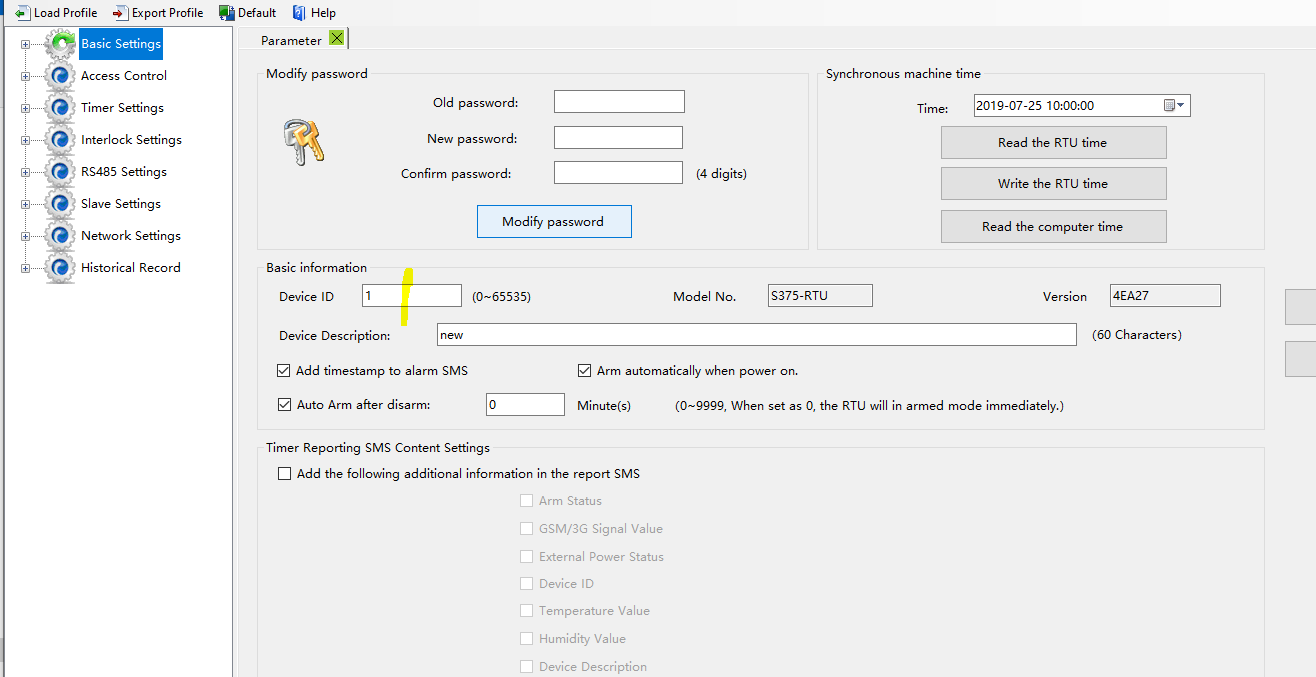 Load Profile Export Profile Default Help
Basic Settings
Access Control
Timer Settings
Interlock Settings
RS485 Settings
Slave Settings
Network Settings
Historical Record
Parameter
Modify password
Old password:
New password:
Confirm password: (4 digits)
Modify password
Synchronous machine time
Time: 2019-07-25 10:00:00
Read the RTU time
Write the RTU time
Read the computer time
Basic information
Device ID 1 (0~65535) Model No. S375-RTU Version 4EA27
Device Description: new (60 Characters)
Add timestamp to alarm SMS Arm automatically when power on.
Auto Arm after disarm: 0 Minute(s) (0~9999, When set as 0, the RTU will in armed mode immediately.)
Timer Reporting SMS Content Settings
Add the following additional information in the report SMS
Arm Status
GSM/3G Signal Value
External Power Status
Device ID
Temperature Value
Humidity Value
Device Description